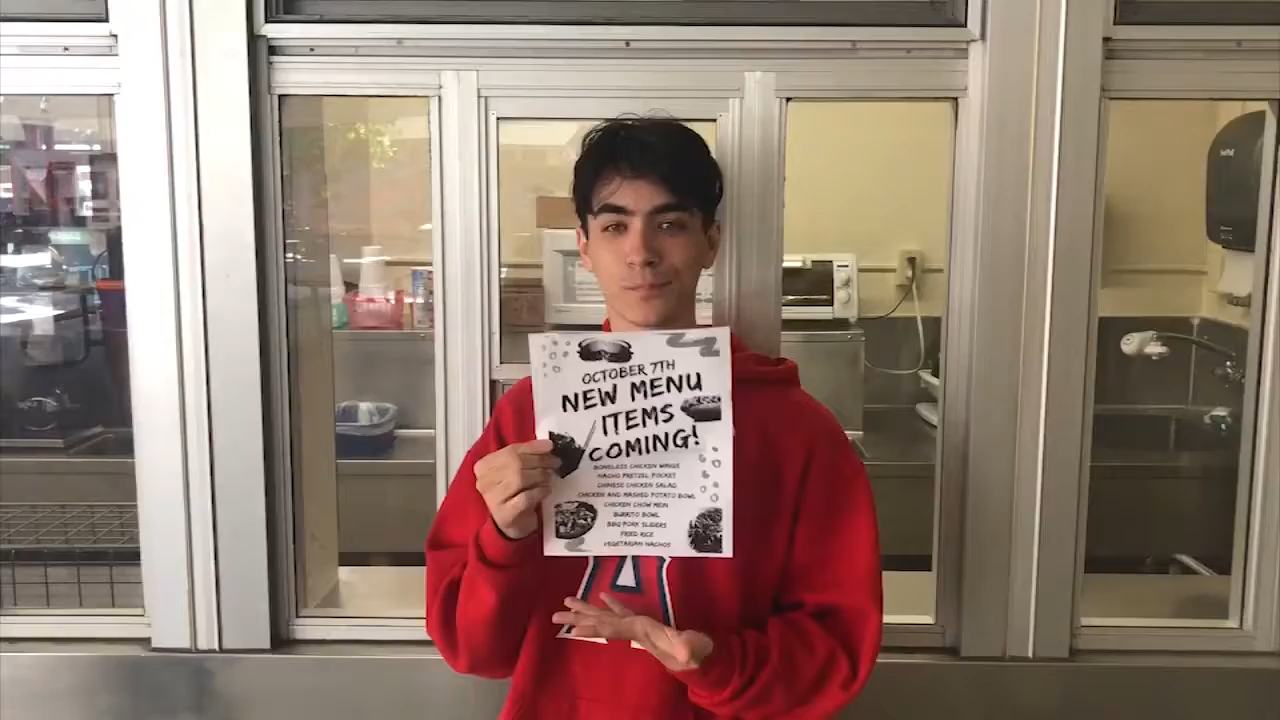 OCTOBER 7TH
NEW MENU
ITEMS
COMING!
BONELESS CHICKEN WINGS
NACHO PRETZEL POCKET
CHINESE CHICKEN SALAD
CHICKEN AND MASHED POTATO BOWL
CHICKEN CHOW MEIN
BURRITO BOWL
BBQ PORK SLIDERS
FRIED RICE
VEGETARIAN NACHOS
A